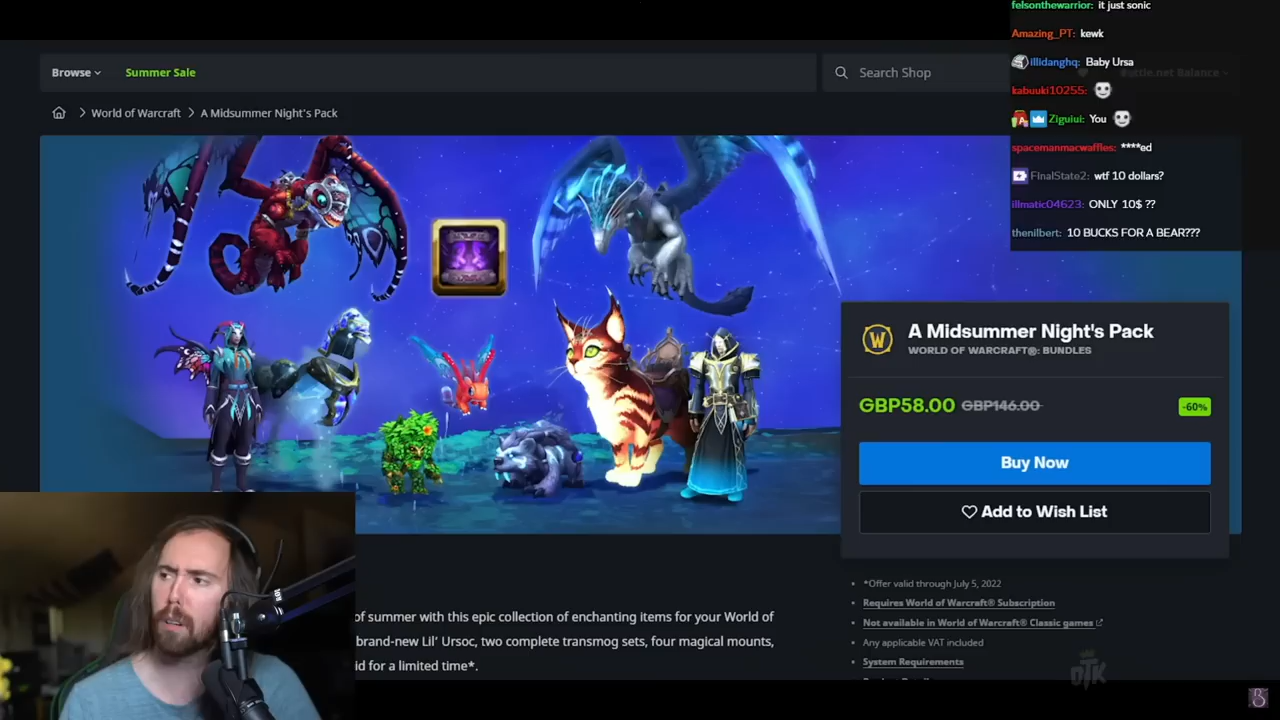 felsonthewarrior: it just sonic
Amazing_PT: kewk
illidanghq: Baby Ursa
kabuuki10255:
Ziguiui: You
spacemanmacwaffles: ****ed
FInalState2: wtf 10 dollars?
illmatic04623: ONLY 10$ ??
thenilbert: 10 BUCKS FOR A BEAR???
Browse
Summer Sale
Search Shop
Battle.net Balance
World of Warcraft
A Midsummer Night's Pack
A Midsummer Night's Pack
WORLD OF WARCRAFT®: BUNDLES
GBP58.00 GBP146.00 -60%
Buy Now
Add to Wish List
*Offer valid through July 5, 2022
Requires World of Warcraft® Subscription
Not available in World of Warcraft® Classic games
Any applicable VAT included
System Requirements
of summer with this epic collection of enchanting items for your World of
brand-new Lil' Ursoc, two complete transmog sets, four magical mounts,
id for a limited time*.
DTK
B